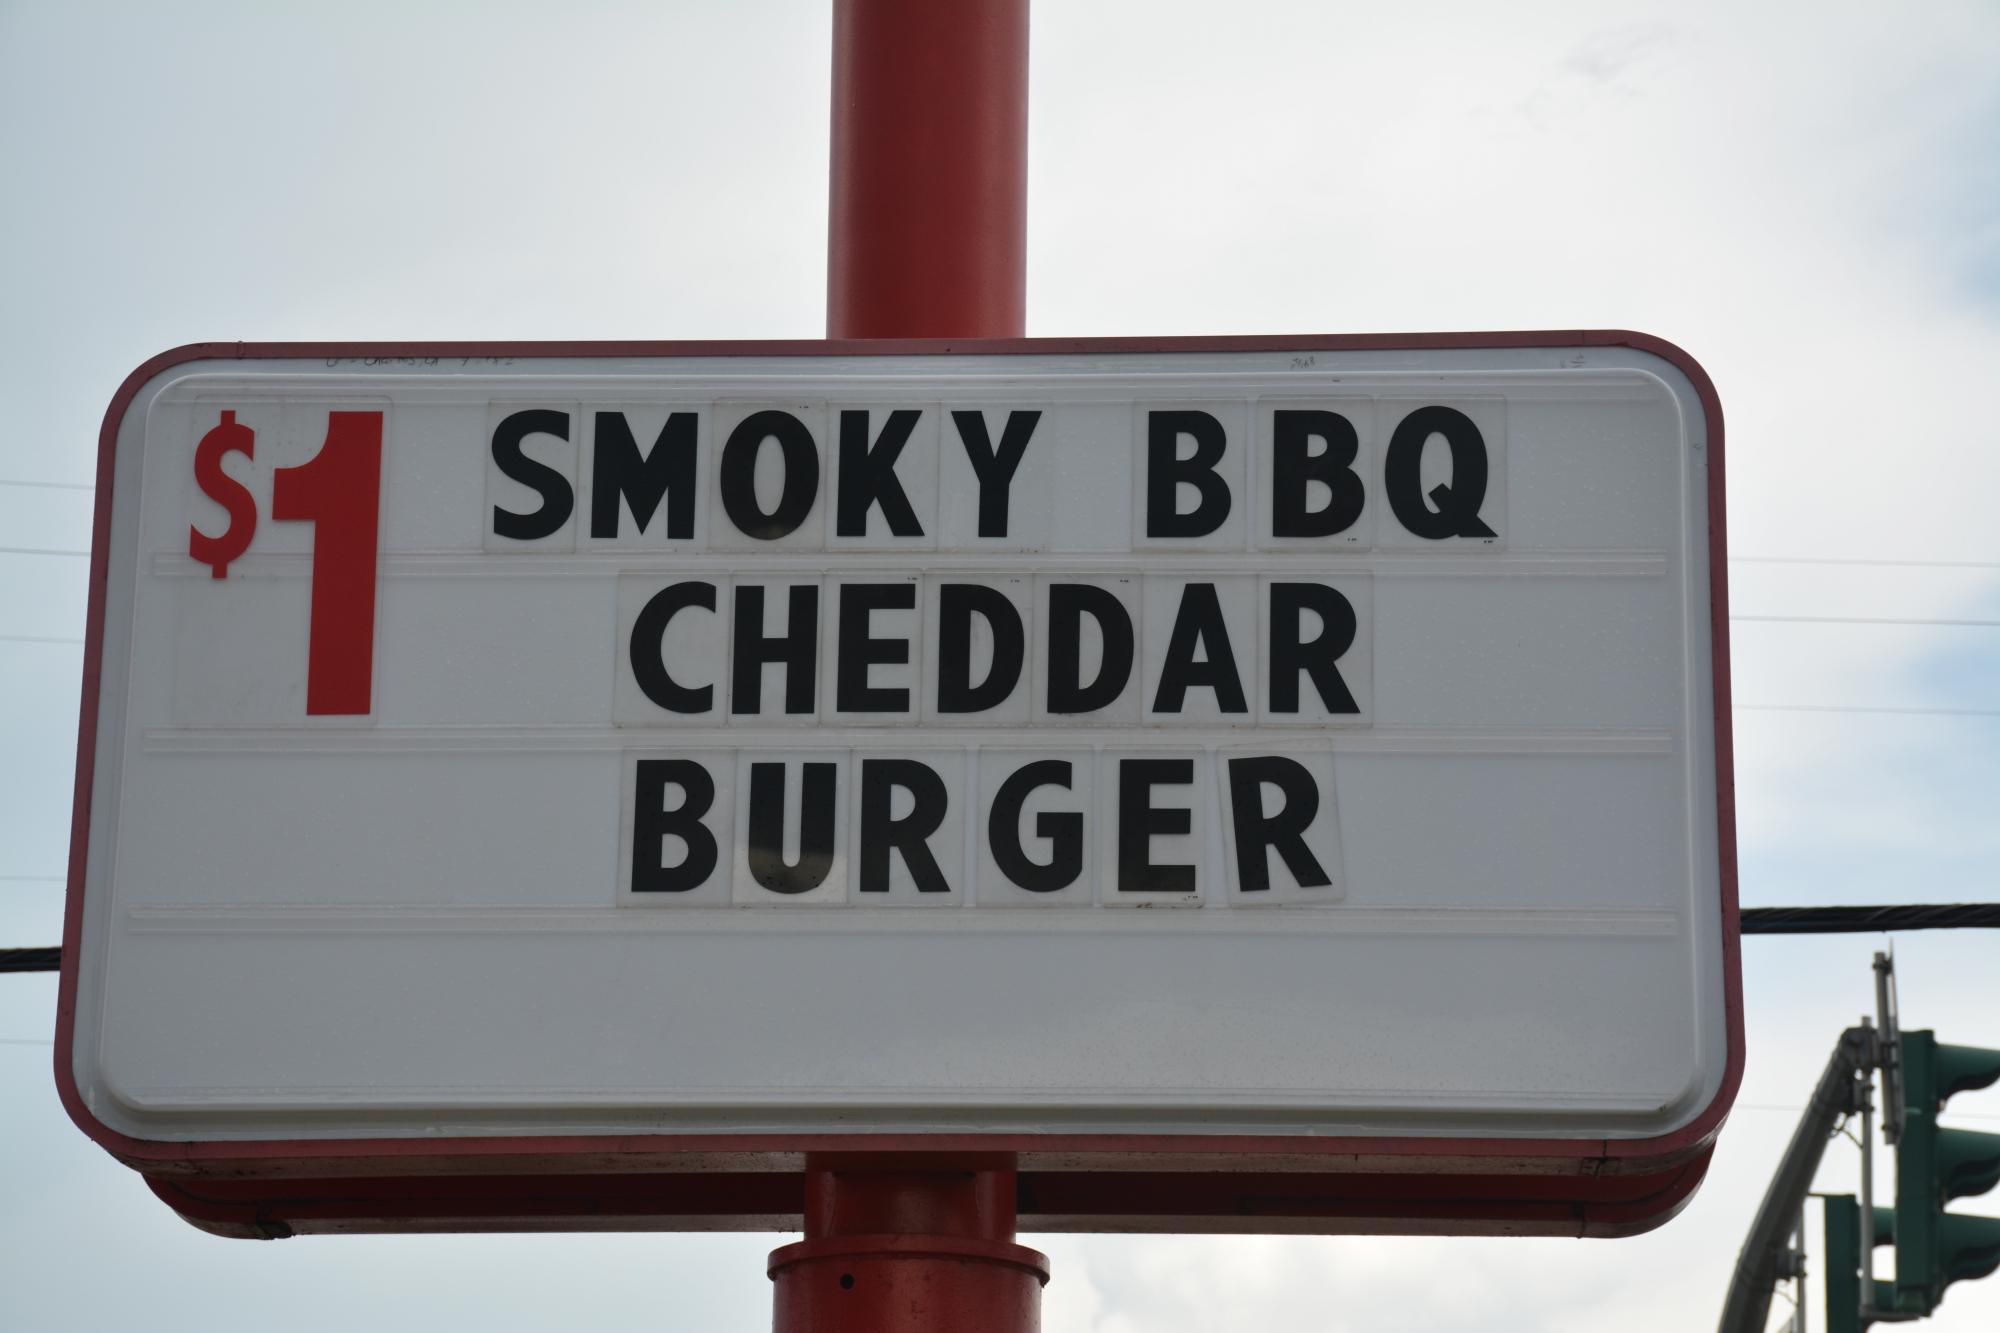 $1 SMOKY BBQ
CHEDDAR
BURGER